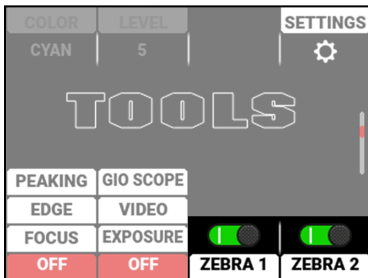 COLOR LEVEL SETTINGS
CYAN 5
TOOLS
PEAKING GIO SCOPE
EDGE VIDEO
FOCUS EXPOSURE
OFF OFF ZEBRA 1 ZEBRA 2